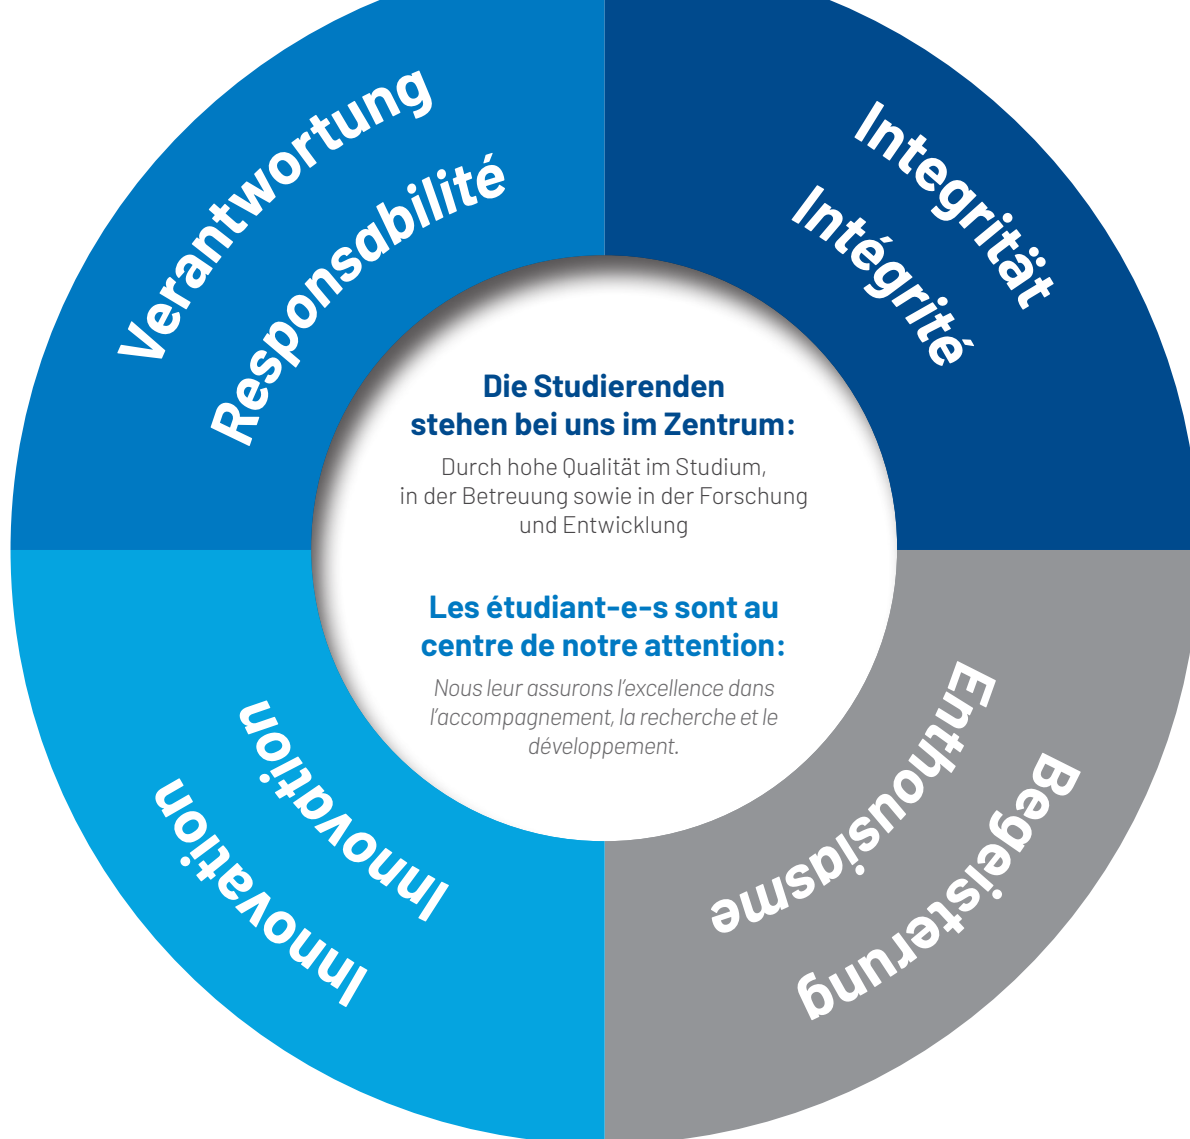 Verantwortung
Responsabilité
Integrität
Intégrité
Die Studierenden
stehen bei uns im Zentrum:
Durch hohe Qualität im Studium,
in der Betreuung sowie in der Forschung
und Entwicklung
Les étudiant-e-s sont au
centre de notre attention:
Nous leur assurons l'excellence dans
l'accompagnement, la recherche et le
développement.
Innovation
Innovation
Enthousiasme
Begeisterung